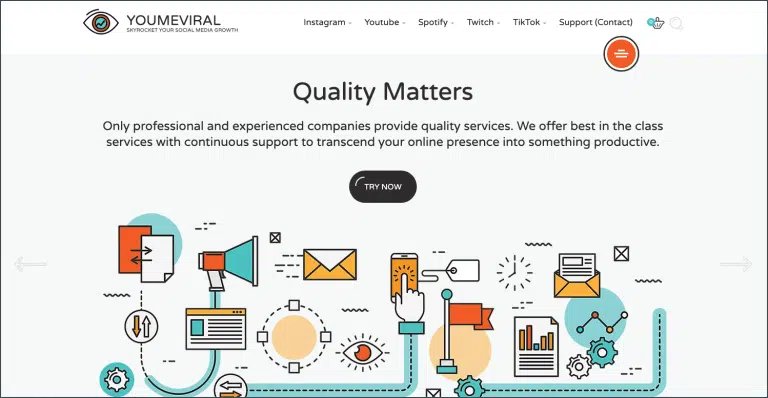 YOUMEVIRAL
SKYROCKET YOUR SOCIAL MEDIA GROWTH
Instagram
Youtube
Spotify
Twitch
TikTok
Support (Contact)
Quality Matters
Only professional and experienced companies provide quality services. We offer best in the class
services with continuous support to transcend your online presence into something productive.
TRY NOW